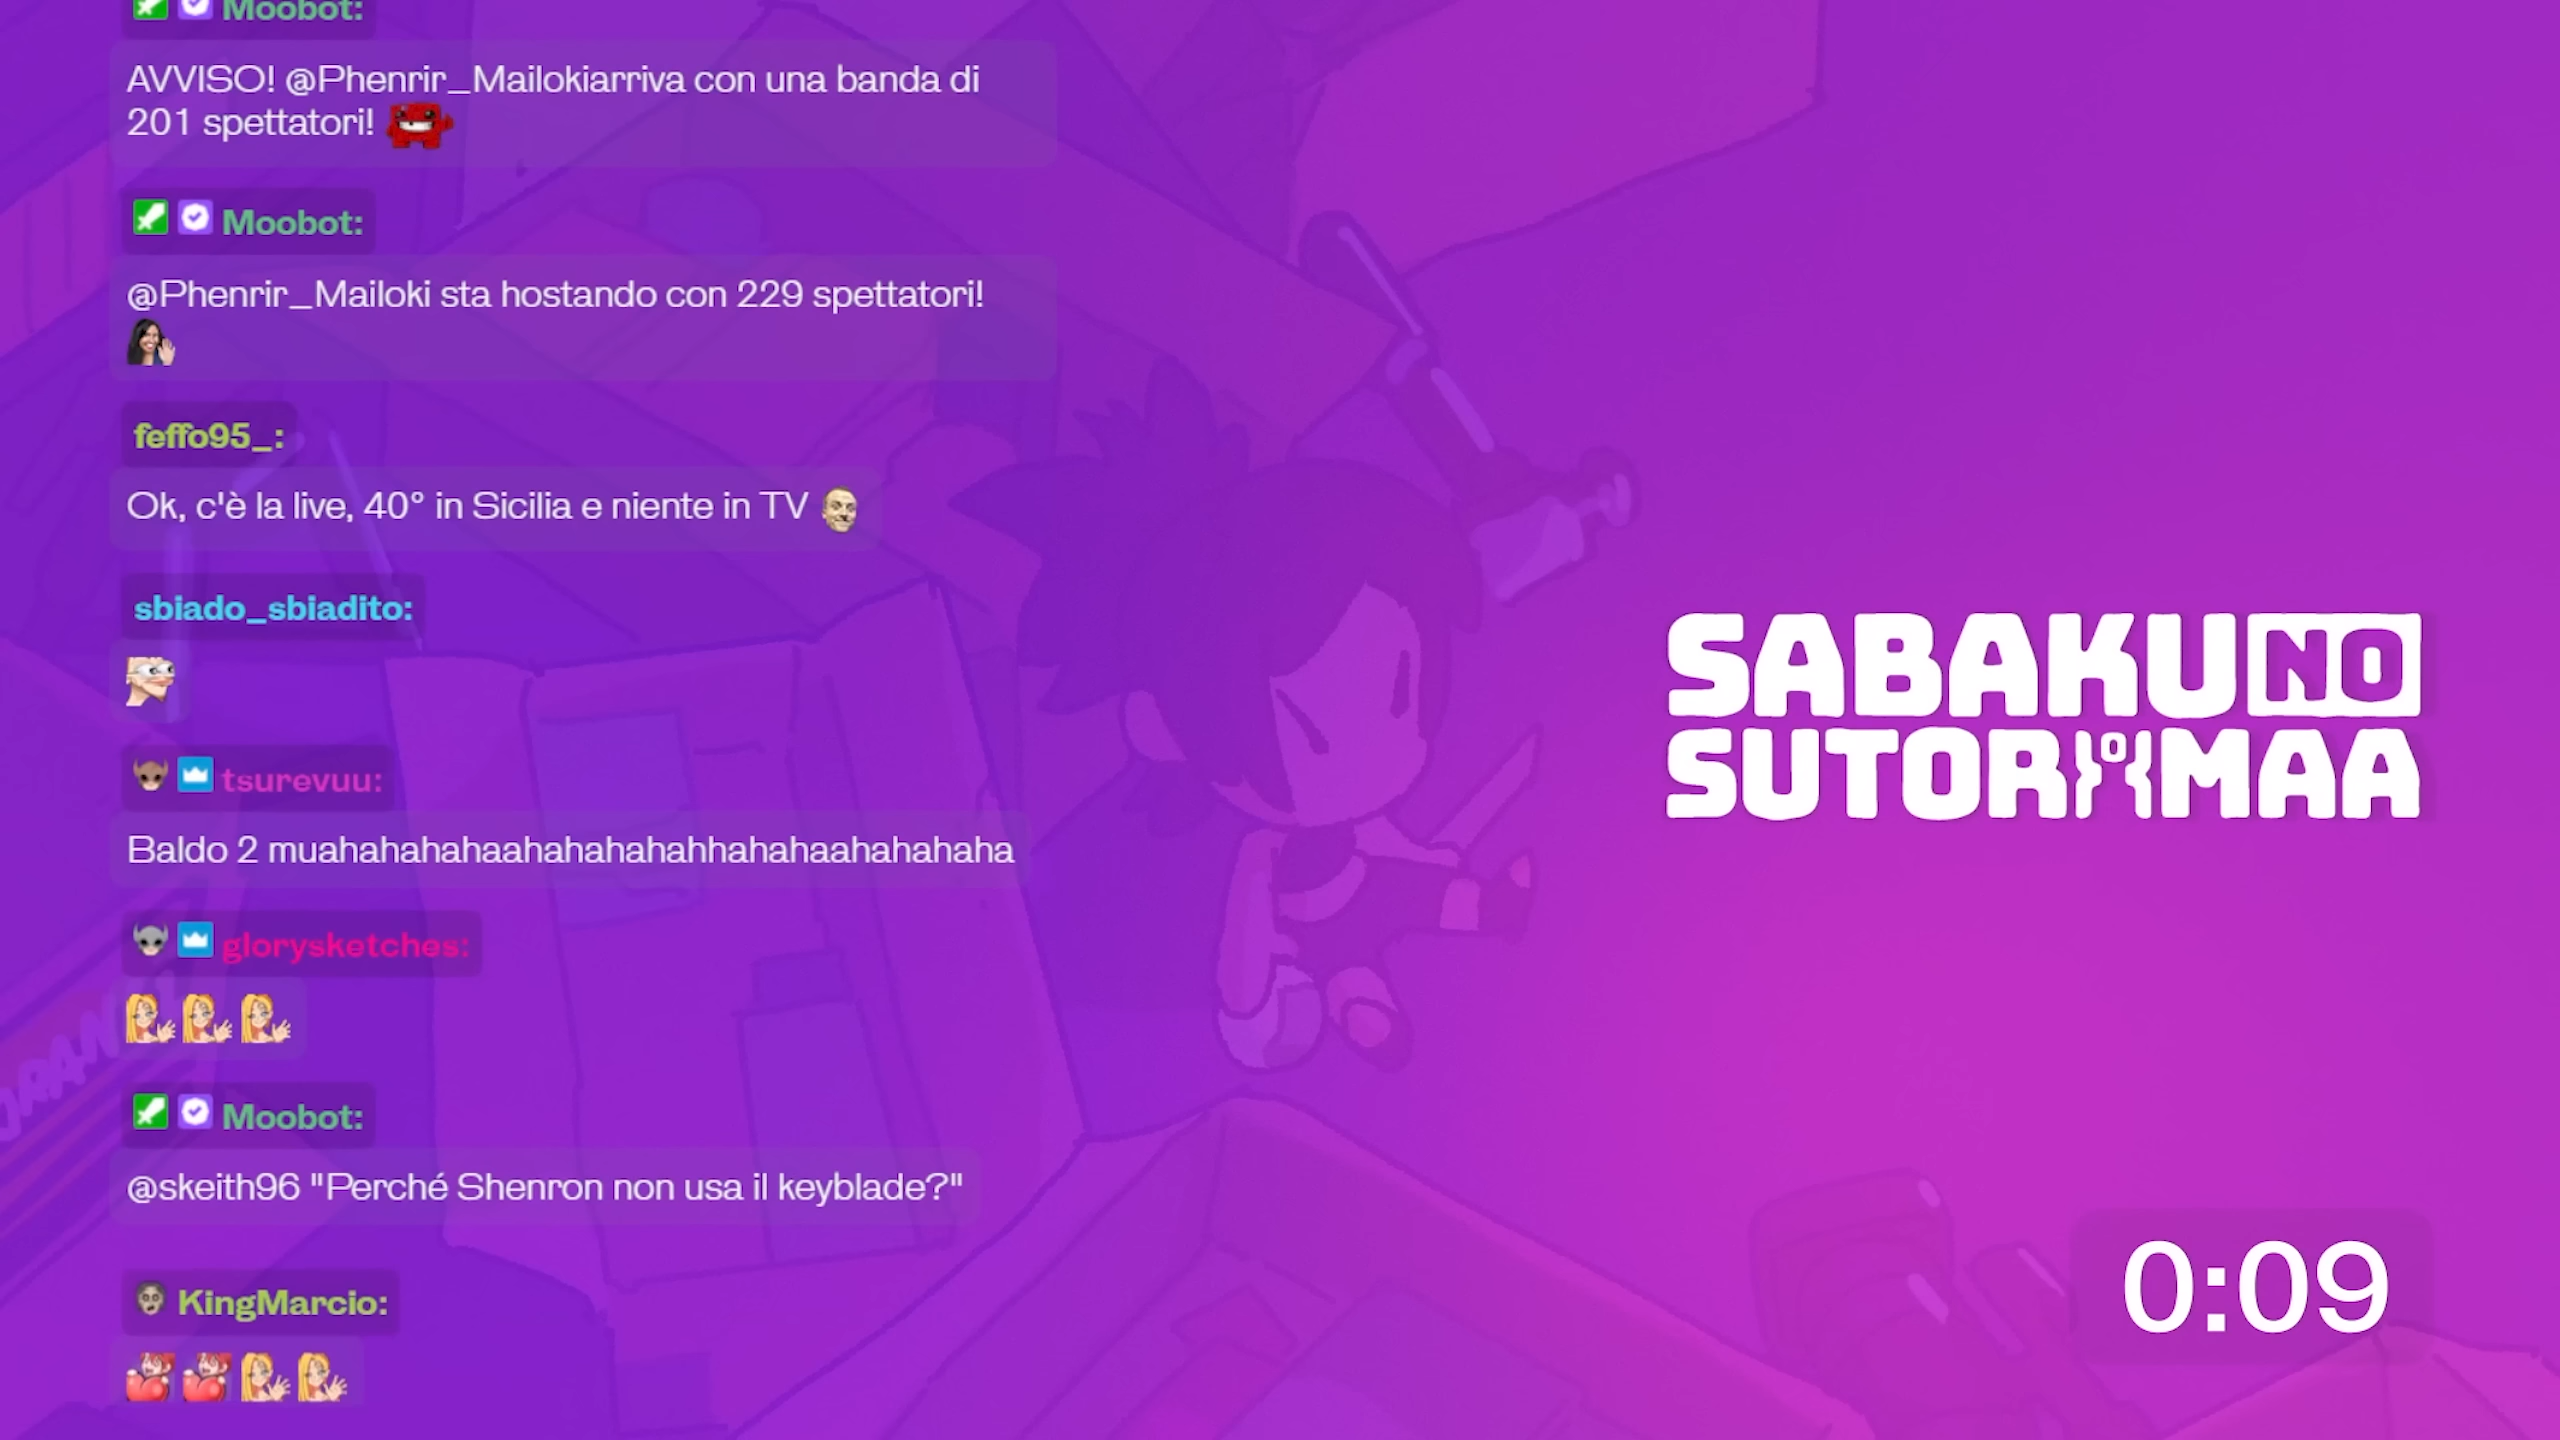 Moobot:
AVVISO! @Phenrir_Mailokiarriva con una banda di
201 spettatori!
Moobot:
@Phenrir_Mailoki sta hostando con 229 spettatori!
feffo95_:
Ok, c'è la live, 40° in Sicilia e niente in TV
sbiado_sbiadito:
tsurevuu:
Baldo 2 muahahahahaahahahahahhahahaahahahaha
glorysketches:
Moobot:
@skeith96 "Perché Shenron non usa il keyblade?"
KingMarcio:
SABAKU NO
SUTORIIMAA
0:09